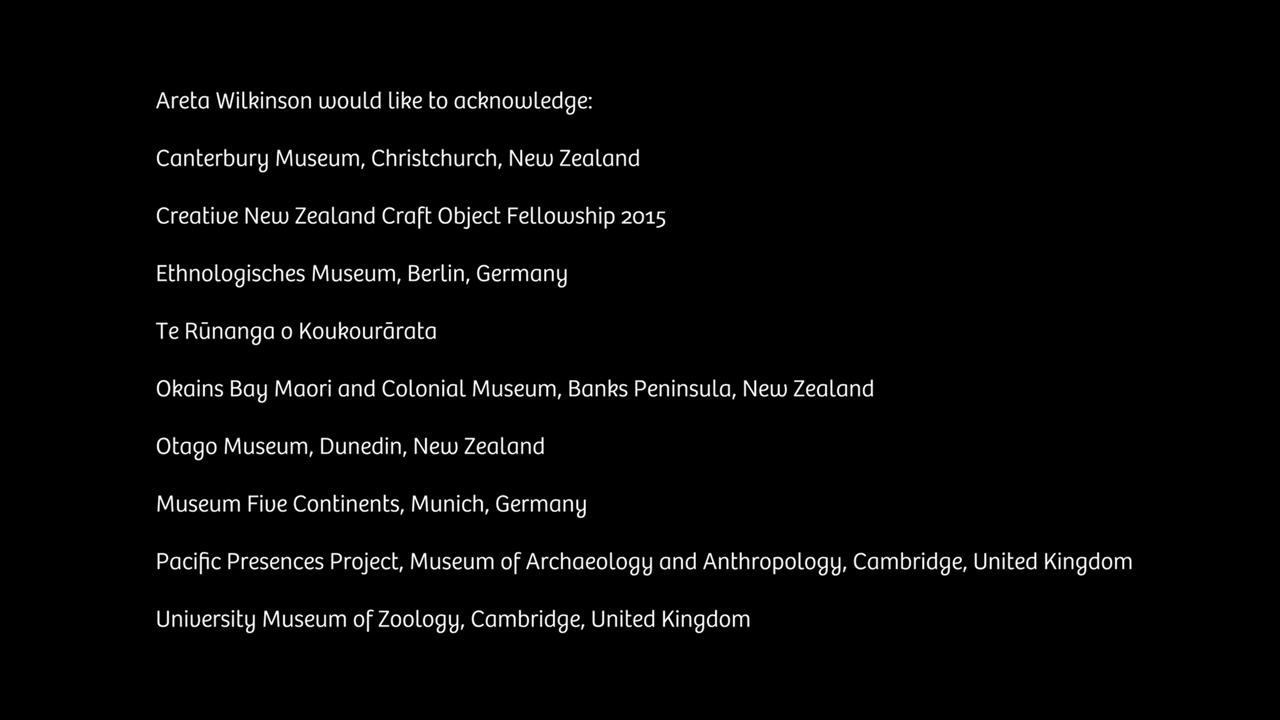 Areta Wilkinson would like to acknowledge:
Canterbury Museum, Christchurch, New Zealand
Creative New Zealand Craft Object Fellowship 2015
Ethnologisches Museum, Berlin, Germany
Te Rūnanga o Koukourārata
Okains Bay Maori and Colonial Museum, Banks Peninsula, New Zealand
Otago Museum, Dunedin, New Zealand
Museum Five Continents, Munich, Germany
Pacific Presences Project, Museum of Archaeology and Anthropology, Cambridge, United Kingdom
University Museum of Zoology, Cambridge, United Kingdom